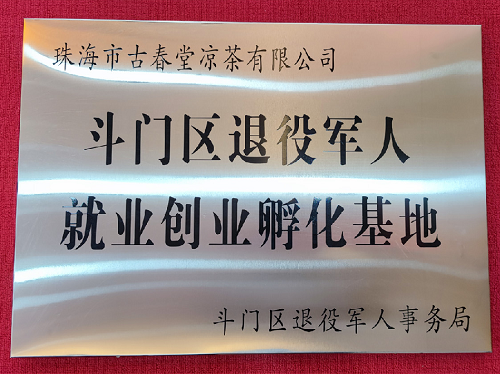 珠海市古春堂凉茶有限公司
斗门区退役军人
就业创业孵化基地
斗门区退役军人事务局